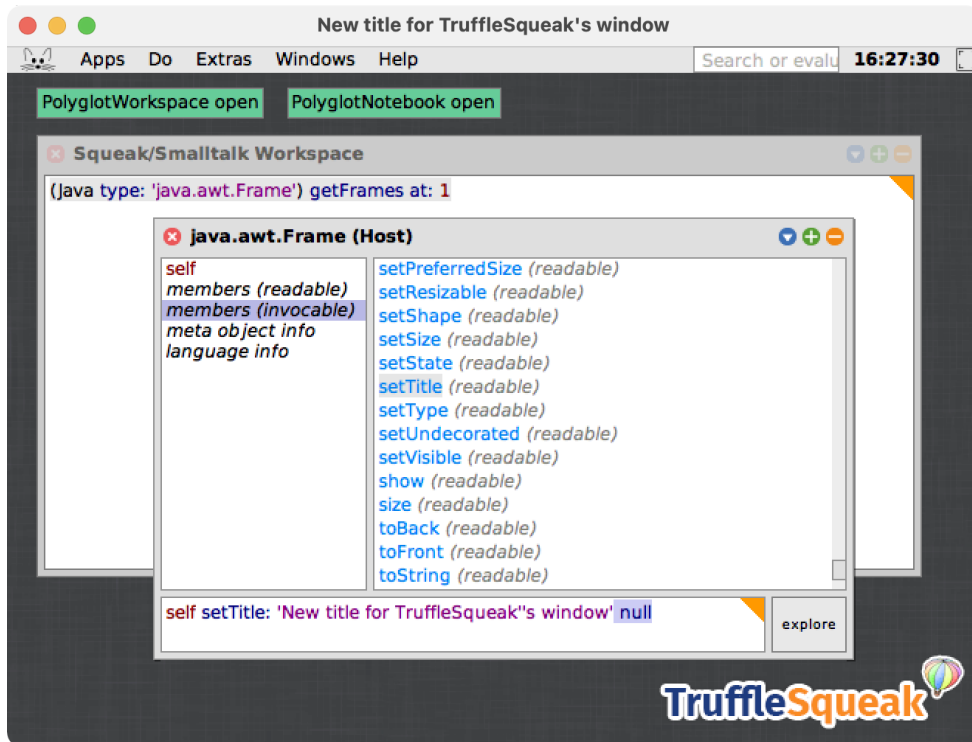 New title for TruffleSqueak's window
Apps Do Extras Windows Help Search or evalu 16:27:30
PolyglotWorkspace open PolyglotNotebook open
Squeak/Smalltalk Workspace
(Java type: 'java.awt.Frame') getFrames at: 1
java.awt.Frame (Host)
self
members (readable)
members (invocable)
meta object info
language info
setPreferredSize (readable)
setResizable (readable)
setShape (readable)
setSize (readable)
setState (readable)
setTitle (readable)
setType (readable)
setUndecorated (readable)
setVisible (readable)
show (readable)
size (readable)
toBack (readable)
toFront (readable)
toString (readable)
self setTitle: 'New title for TruffleSqueak''s window' null
explore
TruffleSqueak